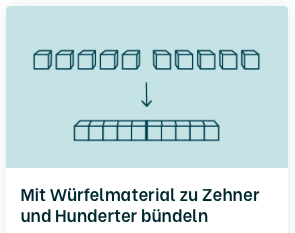 Mit Würfelmaterial zu Zehner
und Hunderter bündeln